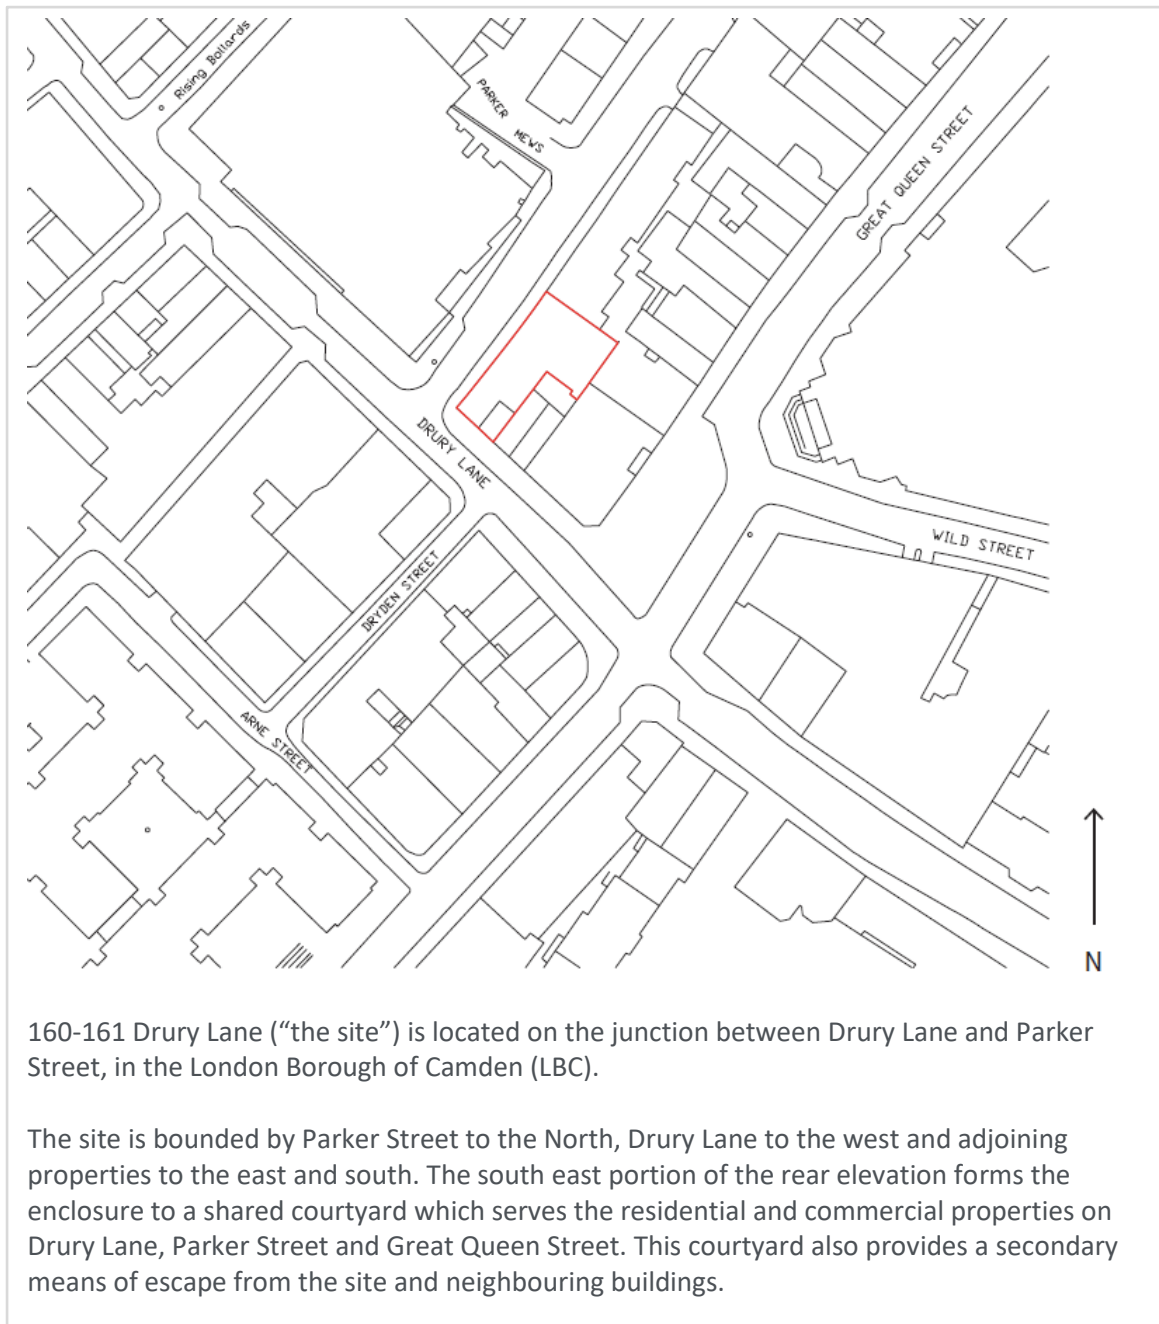 Rising Bollards
PARKER
MEWS
GREAT QUEEN STREET
DRURY LANE
WILD STREET
DRYDEN STREET
ARNE STREET
N
160-161 Drury Lane (“the site”) is located on the junction between Drury Lane and Parker
Street, in the London Borough of Camden (LBC).
The site is bounded by Parker Street to the North, Drury Lane to the west and adjoining
properties to the east and south. The south east portion of the rear elevation forms the
enclosure to a shared courtyard which serves the residential and commercial properties on
Drury Lane, Parker Street and Great Queen Street. This courtyard also provides a secondary
means of escape from the site and neighbouring buildings.